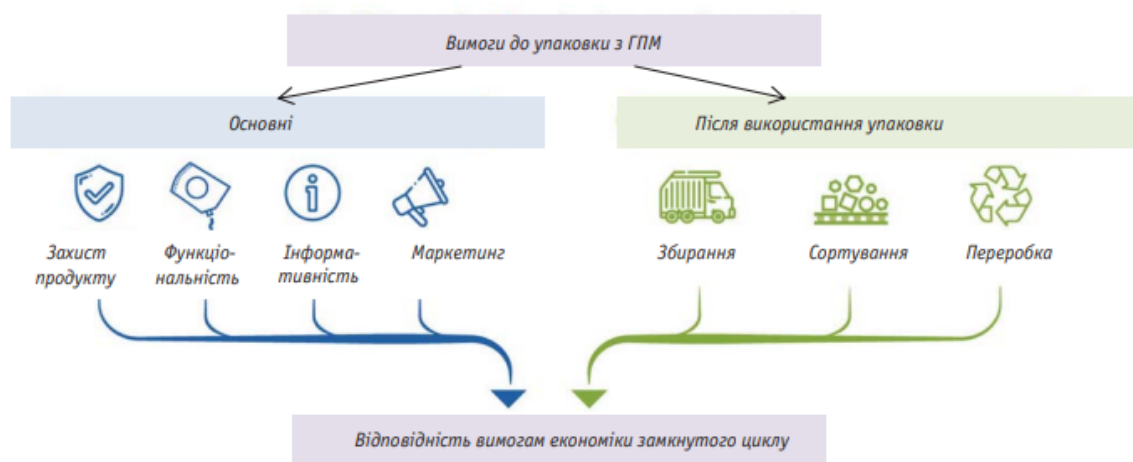 Вимоги до упаковки з ГПМ
Основні
Після використання упаковки
Захист
продукту
Функціо-
нальність
Інформа-
тивність
Маркетинг
Збирання
Сортування
Переробка
Відповідність вимогам економіки замкнутого циклу